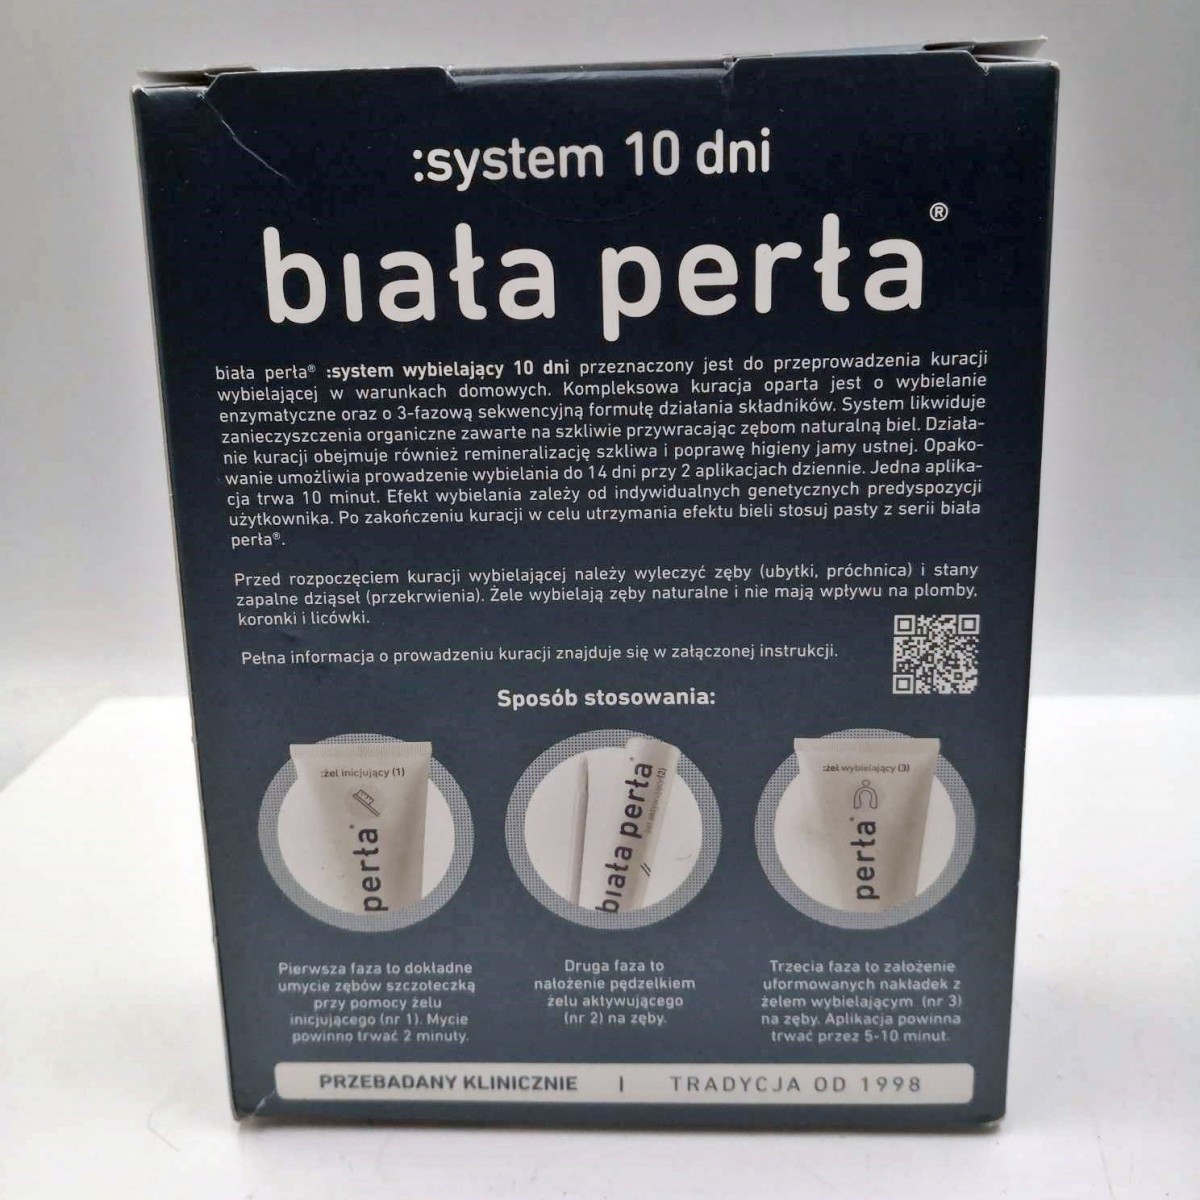 :system 10 dni
biała perła®
biała perła® :system wybielający 10 dni przeznaczony jest do przeprowadzenia kuracji
wybielającej w warunkach domowych. Kompleksowa kuracja oparta jest o wybielanie
enzymatyczne oraz o 3-fazową sekwencyjną formułę działania składników. System likwiduje
zanieczyszczenia organiczne zawarte na szkliwie przywracając zębom naturalną biel. Działa-
nie kuracji obejmuje również remineralizację szkliwa i poprawę higieny jamy ustnej. Opako-
wanie umożliwia prowadzenie wybielania do 14 dni przy 2 aplikacjach dziennie. Jedna aplika-
cja trwa 10 minut. Efekt wybielania zależy od indywidualnych genetycznych predyspozycji
użytkownika. Po zakończeniu kuracji w celu utrzymania efektu bieli stosuj pasty z serii biała
perła®.
Przed rozpoczęciem kuracji wybielającej należy wyleczyć zęby (ubytki, próchnica) i stany
zapalne dziąseł (przekrwienia). Żele wybielają zęby naturalne i nie mają wpływu na plomby,
koronki i licówki.
Pełna informacja o prowadzeniu kuracji znajduje się w załączonej instrukcji.
Sposób stosowania:
:żel inicjujący (1)
perła®
biała perła®
żel aktywujący (2)
:żel wybielający (3)
perła®
Pierwsza faza to dokładne
umycie zębów szczoteczką
przy pomocy żelu
inicjującego (nr 1). Mycie
powinno trwać 2 minuty.
Druga faza to
nałożenie pędzelkiem
żelu aktywującego
(nr 2) na zęby.
Trzecia faza to założenie
uformowanych nakładek z
żelem wybielającym (nr 3)
na zęby. Aplikacja powinna
trwać przez 5-10 minut.
PRZEBADANY KLINICZNIE | TRADYCJA OD 1998